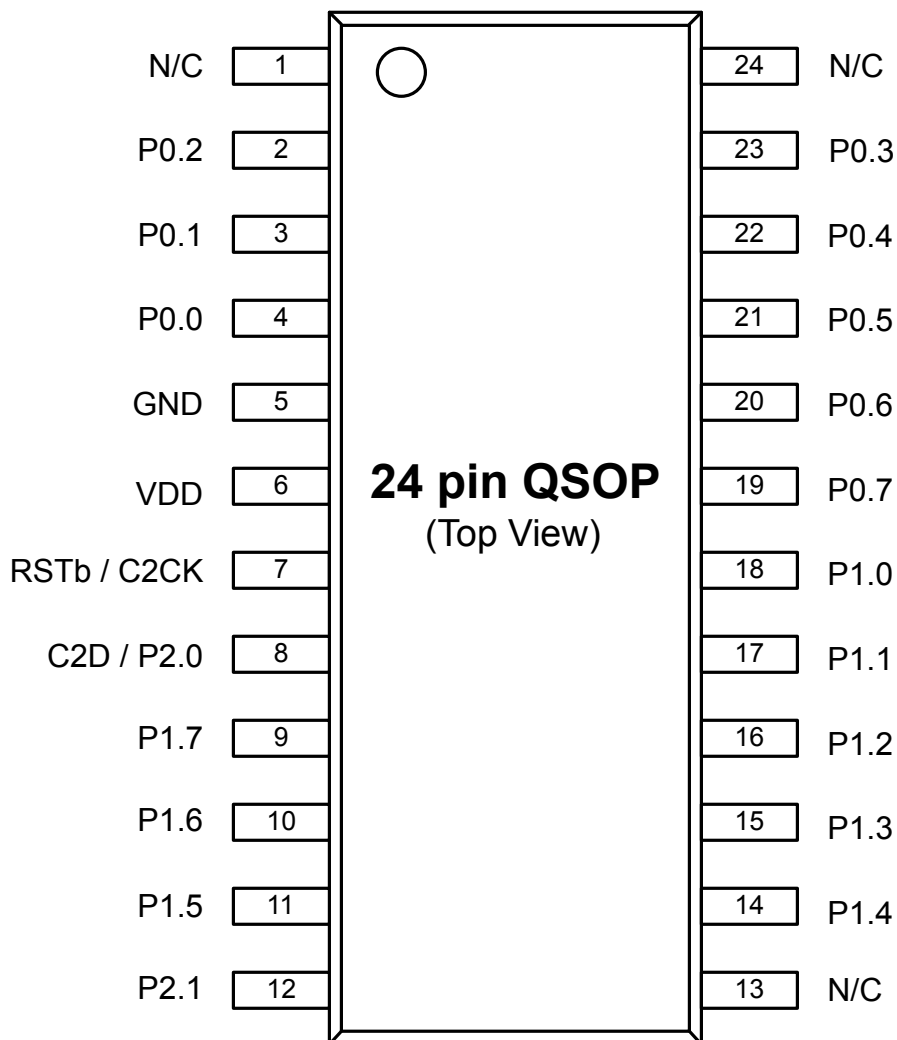 N/C 1 24 N/C
P0.2 2 23 P0.3
P0.1 3 22 P0.4
P0.0 4 21 P0.5
GND 5 20 P0.6
VDD 6 19 P0.7
24 pin QSOP
(Top View)
RSTb / C2CK 7 18 P1.0
C2D / P2.0 8 17 P1.1
P1.7 9 16 P1.2
P1.6 10 15 P1.3
P1.5 11 14 P1.4
P2.1 12 13 N/C